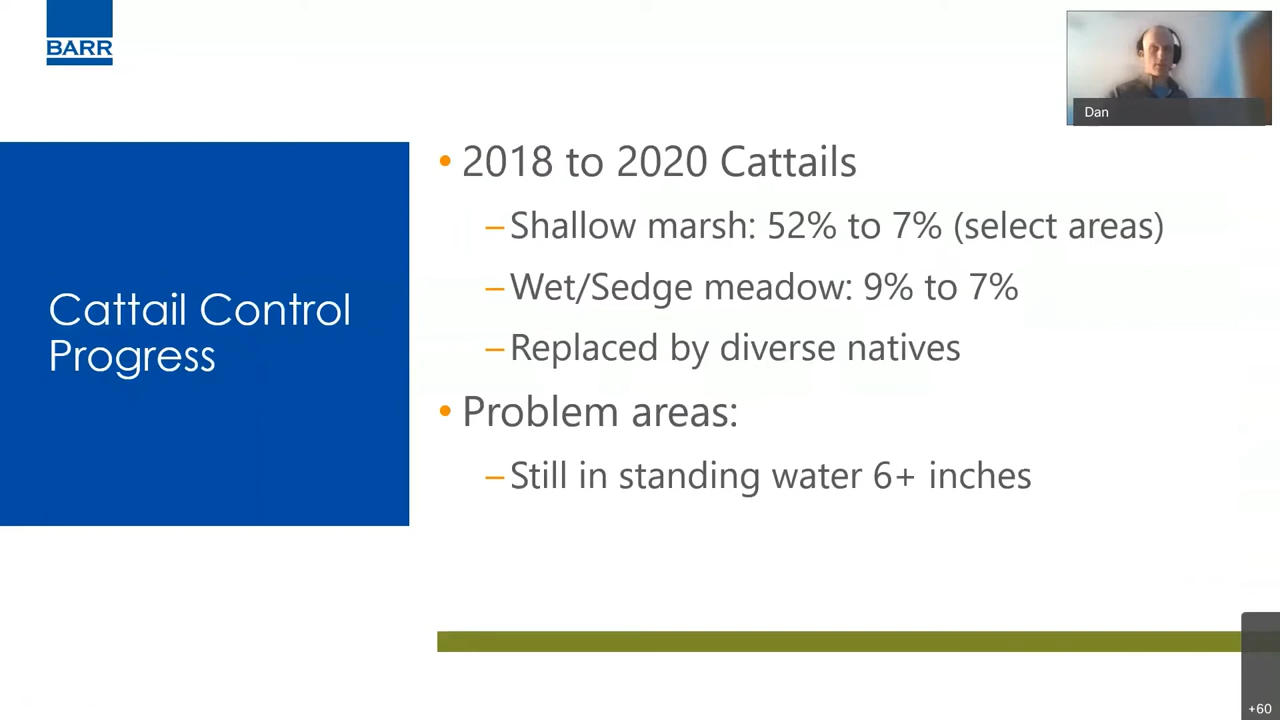 BARR
Dan
Cattail Control
Progress
• 2018 to 2020 Cattails
– Shallow marsh: 52% to 7% (select areas)
– Wet/Sedge meadow: 9% to 7%
– Replaced by diverse natives
• Problem areas:
– Still in standing water 6+ inches
+60